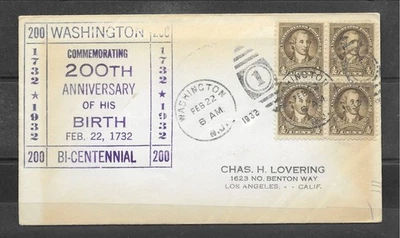 200 WASHINGTON 200
COMMEMORATING
200TH
ANNIVERSARY
OF HIS
BIRTH
FEB. 22, 1732
200 BI-CENTENNIAL 200
1732 ★ 1932
1732 ★ 1932
WASHINGTON
FEB 22
8 AM
1932
N.J.
1
WASHINGTON
CHAS. H. LOVERING
1623 NO. BENTON WAY
LOS ANGELES, - - CALIF.